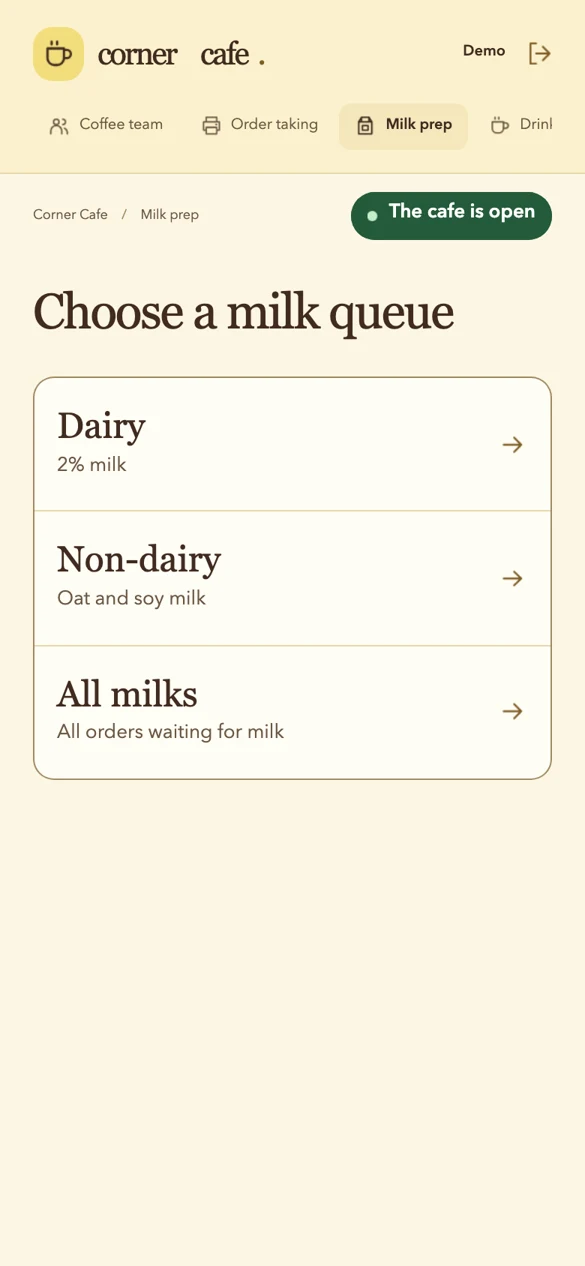 corner cafe .
Demo
Coffee team
Order taking
Milk prep
Drinl
Corner Cafe / Milk prep
The cafe is open
Choose a milk queue
Dairy
2% milk
Non-dairy
Oat and soy milk
All milks
All orders waiting for milk